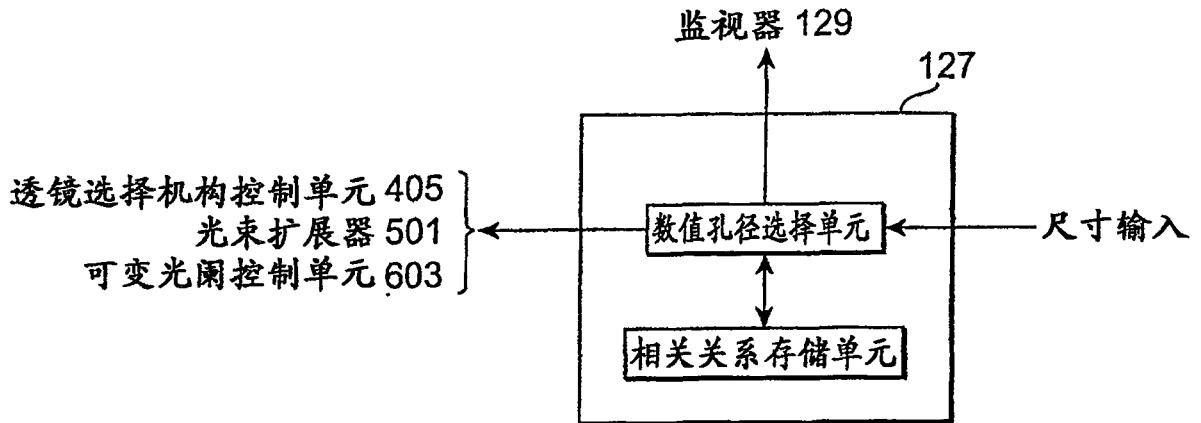 监视器 129
127
透镜选择机构控制单元 405
光束扩展器 501
可变光阑控制单元 603
数值孔径选择单元
尺寸输入
相关关系存储单元